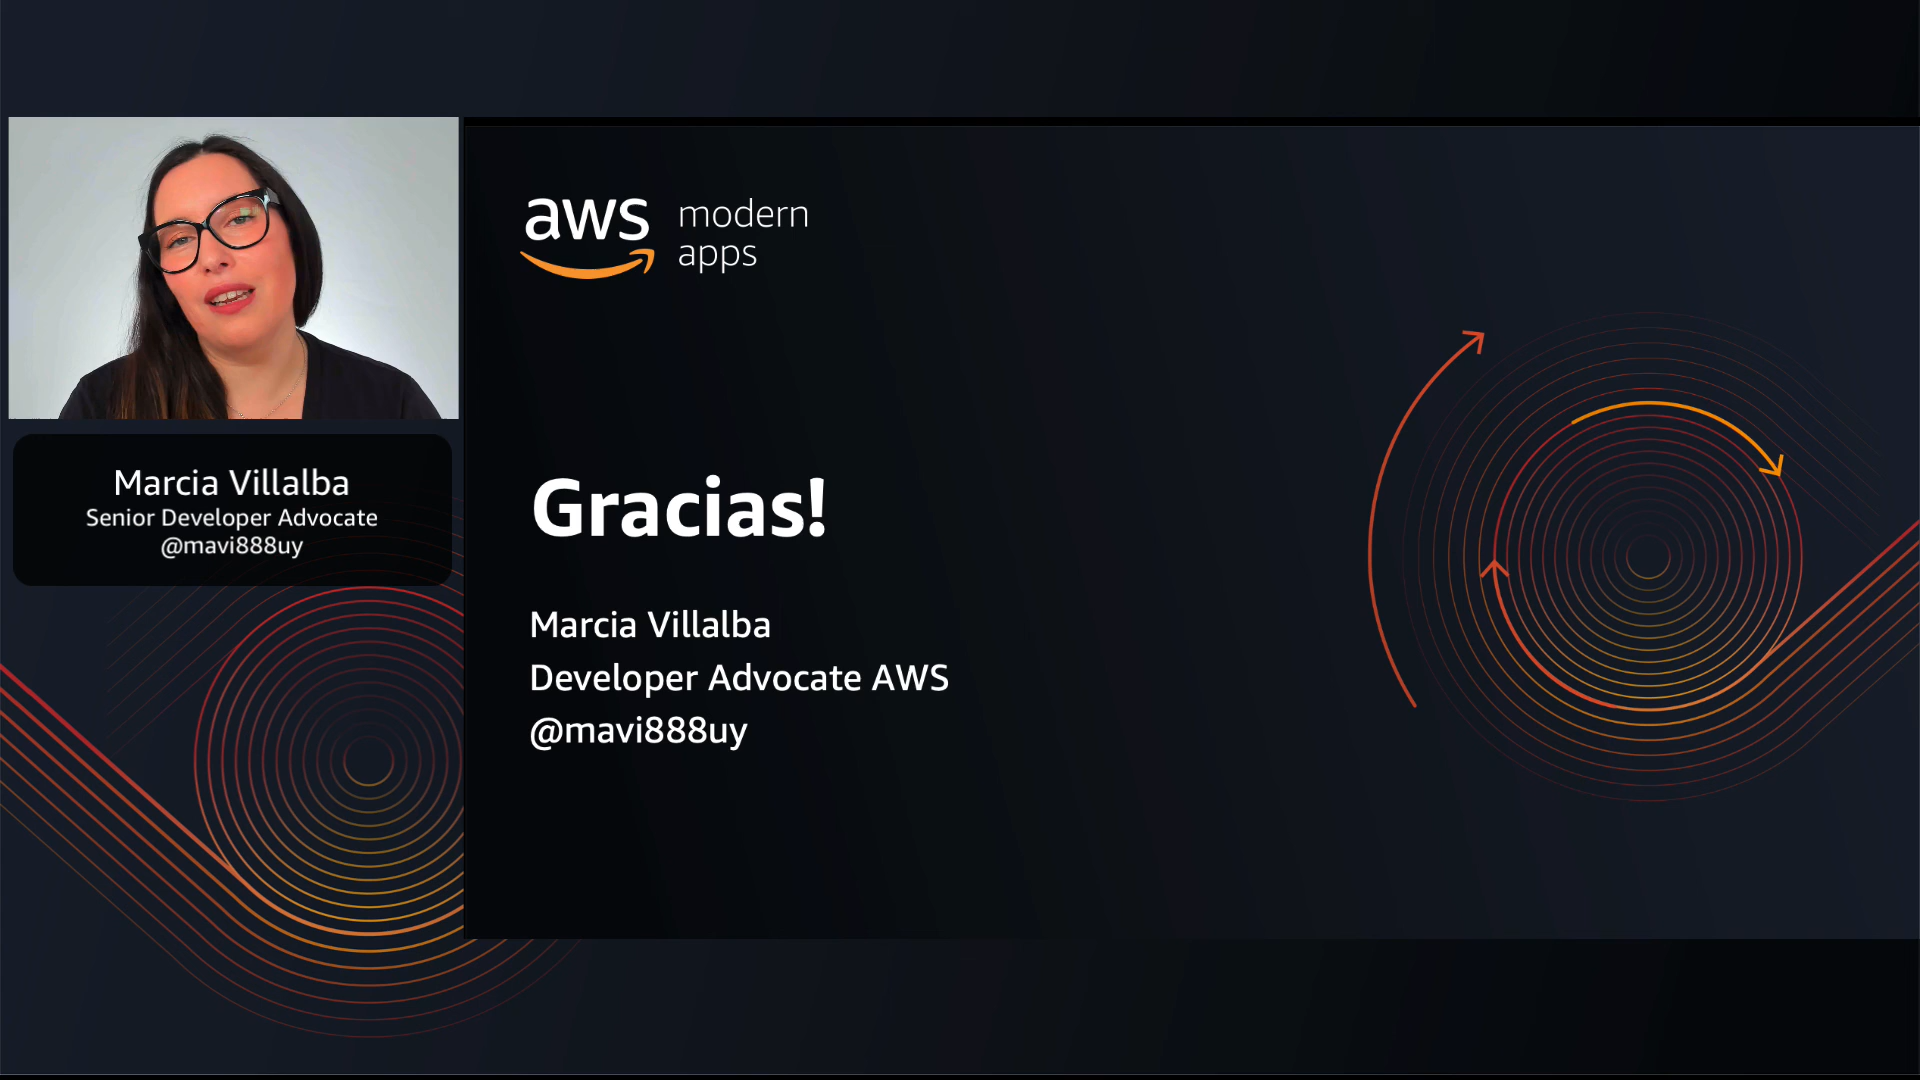 Marcia Villalba
Senior Developer Advocate
@mavi888uy
aws modern apps
Gracias!
Marcia Villalba
Developer Advocate AWS
@mavi888uy